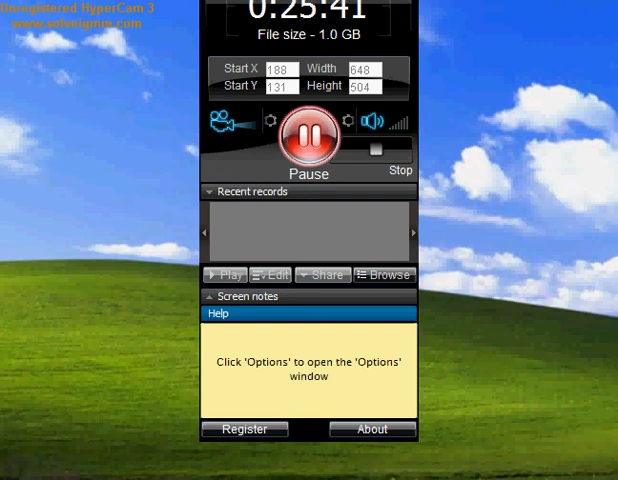 Unregistered HyperCam 3
www.solveigmm.com
0:25:41
File size - 1.0 GB
Start X 188 Width 648
Start Y 131 Height 504
Pause
Stop
Recent records
Play Edit Share Browse
Screen notes
Help
Click 'Options' to open the 'Options'
window
Register About